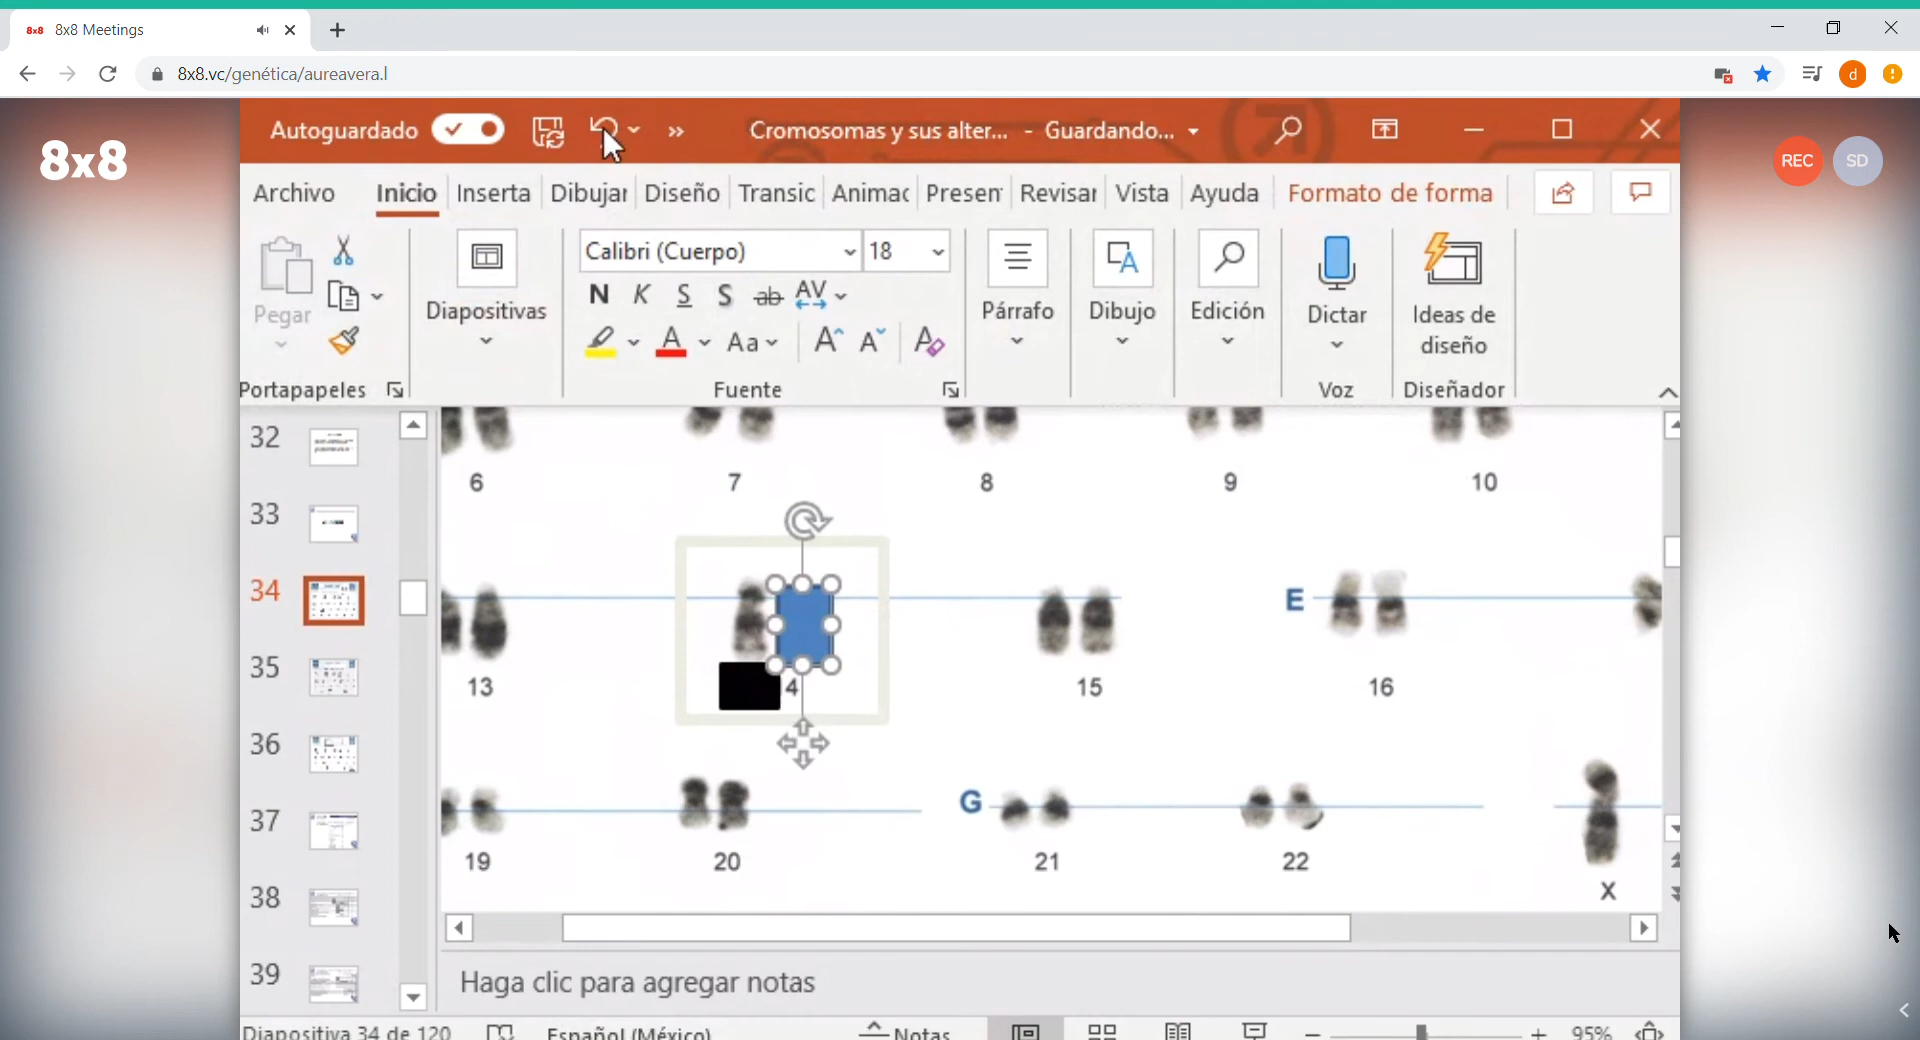 8x8 8x8 Meetings
8x8.vc/genética/aureavera.l
d
8x8
Autoguardado
Cromosomas y sus alter... - Guardando...
REC
SD
Archivo Inicio Inserta Dibujar Diseño Transic Animac Presen Revisar Vista Ayuda Formato de forma
Calibri (Cuerpo) 18
N K S S ab AV
A Aa A A A
Pegar
Diapositivas
Párrafo
Dibujo
Edición
Dictar
Ideas de
diseño
Portapapeles
Fuente
Voz
Diseñador
32
33
34
35
36
37
38
39
6 7 8 9 10
E
13 4 15 16
G
19 20 21 22
X
Haga clic para agregar notas
Diapositiva 34 de 120 Español (México) Notas 95%